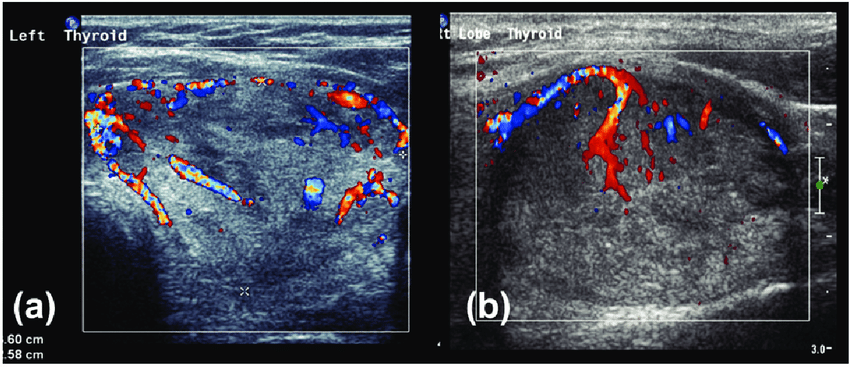 Left Thyroid
(a)
.60 cm
.58 cm
Lobe Thyroid
(b)
3.0